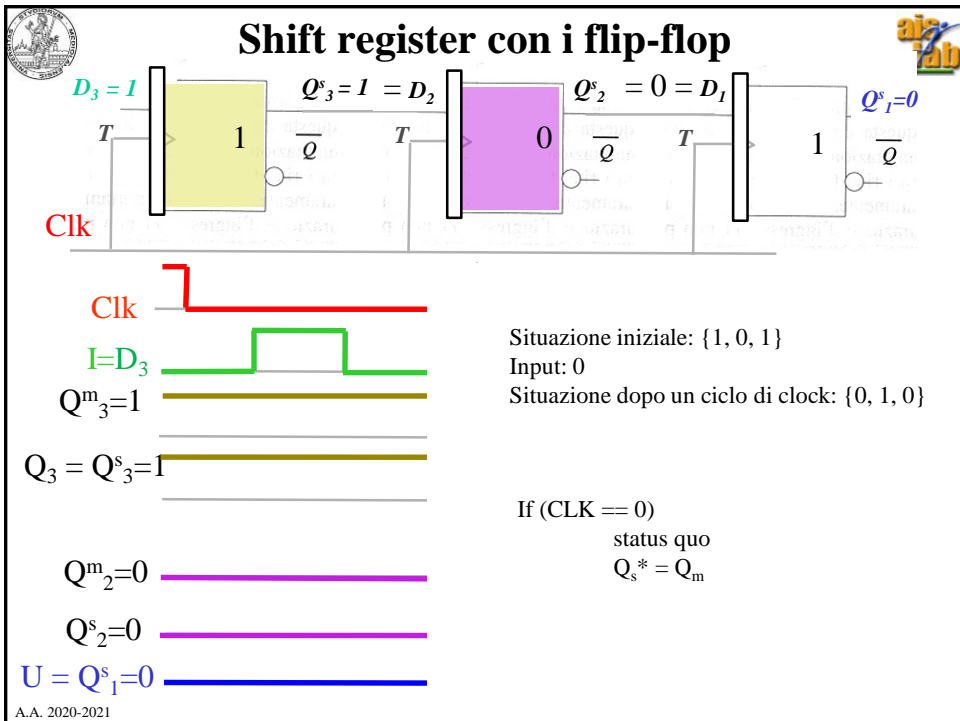 Shift register con i flip-flop
ais lab
D₃ = 1
Qˢ₃ = 1 = D₂
Qˢ₂ = 0 = D₁
Qˢ₁=0
T 1 Q̅ T 0 Q̅ T 1 Q̅
Clk
Clk
I=D₃
Qᵐ₃=1
Q₃ = Qˢ₃=1
Qᵐ₂=0
Qˢ₂=0
U = Qˢ₁=0
Situazione iniziale: {1, 0, 1}
Input: 0
Situazione dopo un ciclo di clock: {0, 1, 0}
If (CLK == 0)
status quo
Qₛ* = Qₘ
A.A. 2020-2021